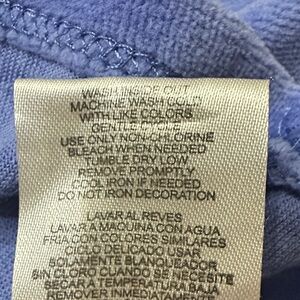 WASH INSIDE OUT
MACHINE WASH COLD
WITH LIKE COLORS
GENTLE CYCLE
USE ONLY NON-CHLORINE
BLEACH WHEN NEEDED
TUMBLE DRY LOW
REMOVE PROMPTLY
COOL IRON IF NEEDED
DO NOT IRON DECORATION
LAVAR AL REVES
LAVAR A MAQUINA CON AGUA
FRIA CON COLORES SIMILARES
CICLO DELICADO USAR
SOLAMENTE BLANQUEADOR
SIN CLORO CUANDO SE NECESITE
SECAR A TEMPERATURA BAJA
REMOVER INMEDIATAMENTE